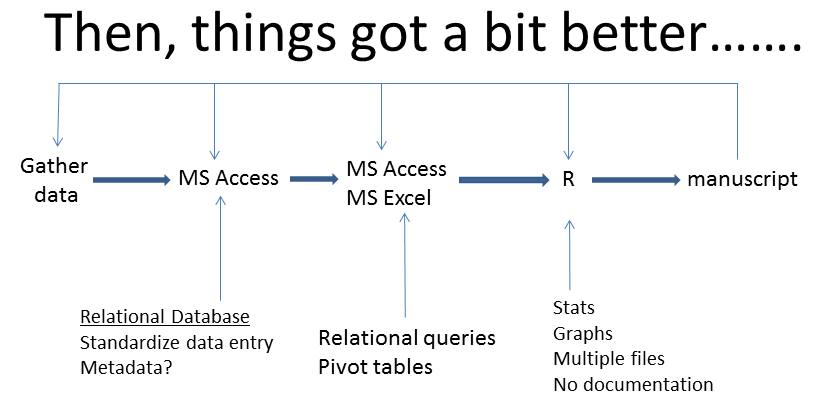 Then, things got a bit better…….
Gather
data
MS Access
MS Access
MS Excel
R
manuscript
Relational Database
Standardize data entry
Metadata?
Relational queries
Pivot tables
Stats
Graphs
Multiple files
No documentation